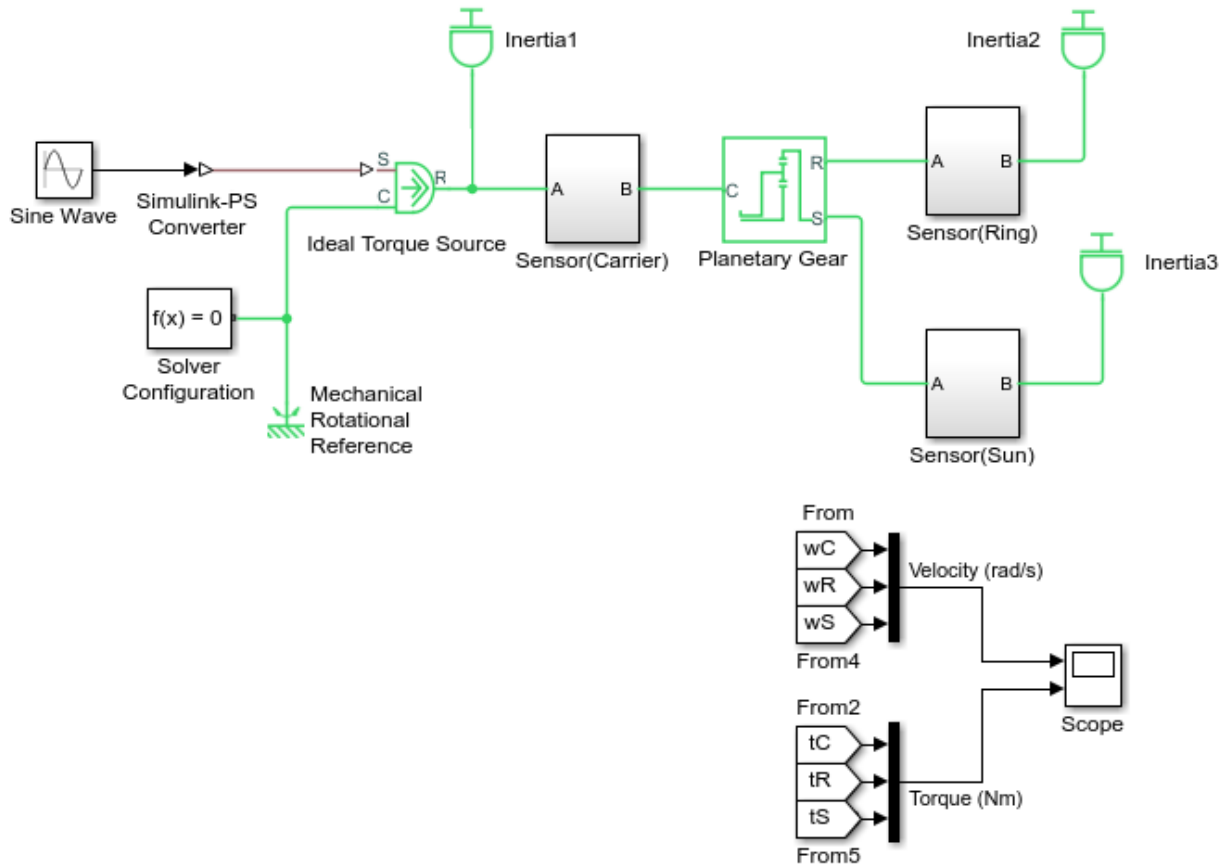 Inertia1
Inertia2
S
C
R
Sine Wave
Simulink-PS
Converter
Ideal Torque Source
A
B
Sensor(Carrier)
C
R
S
Planetary Gear
A
B
Sensor(Ring)
Inertia3
f(x) = 0
Solver
Configuration
Mechanical
Rotational
Reference
A
B
Sensor(Sun)
From
wC
wR
wS
From4
Velocity (rad/s)
From2
tC
tR
tS
From5
Torque (Nm)
Scope